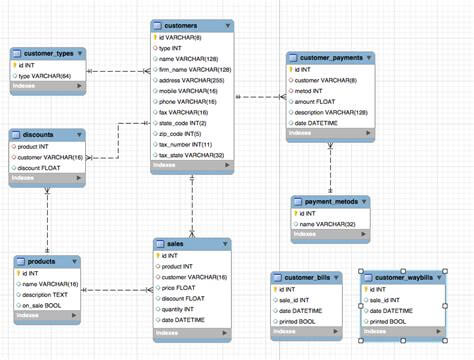 customers
id VARCHAR(8)
type INT
name VARCHAR(128)
firm_name VARCHAR(128)
address VARCHAR(255)
mobile VARCHAR(16)
phone VARCHAR(16)
fax VARCHAR(16)
state_code INT(2)
zip_code INT(5)
tax_number INT(11)
tax_state VARCHAR(32)
Indexes
customer_types
id INT
type VARCHAR(64)
Indexes
customer_payments
id INT
customer VARCHAR(8)
metod INT
amount FLOAT
description VARCHAR(128)
date DATETIME
Indexes
discounts
product INT
customer VARCHAR(16)
discount FLOAT
Indexes
payment_metods
id INT
name VARCHAR(32)
Indexes
products
id INT
name VARCHAR(16)
description TEXT
on_sale BOOL
Indexes
sales
id INT
product INT
customer VARCHAR(16)
price FLOAT
discount FLOAT
quantity INT
date DATETIME
Indexes
customer_bills
id INT
sale_id INT
date DATETIME
printed BOOL
Indexes
customer_waybills
id INT
sale_id INT
date DATETIME
printed BOOL
Indexes